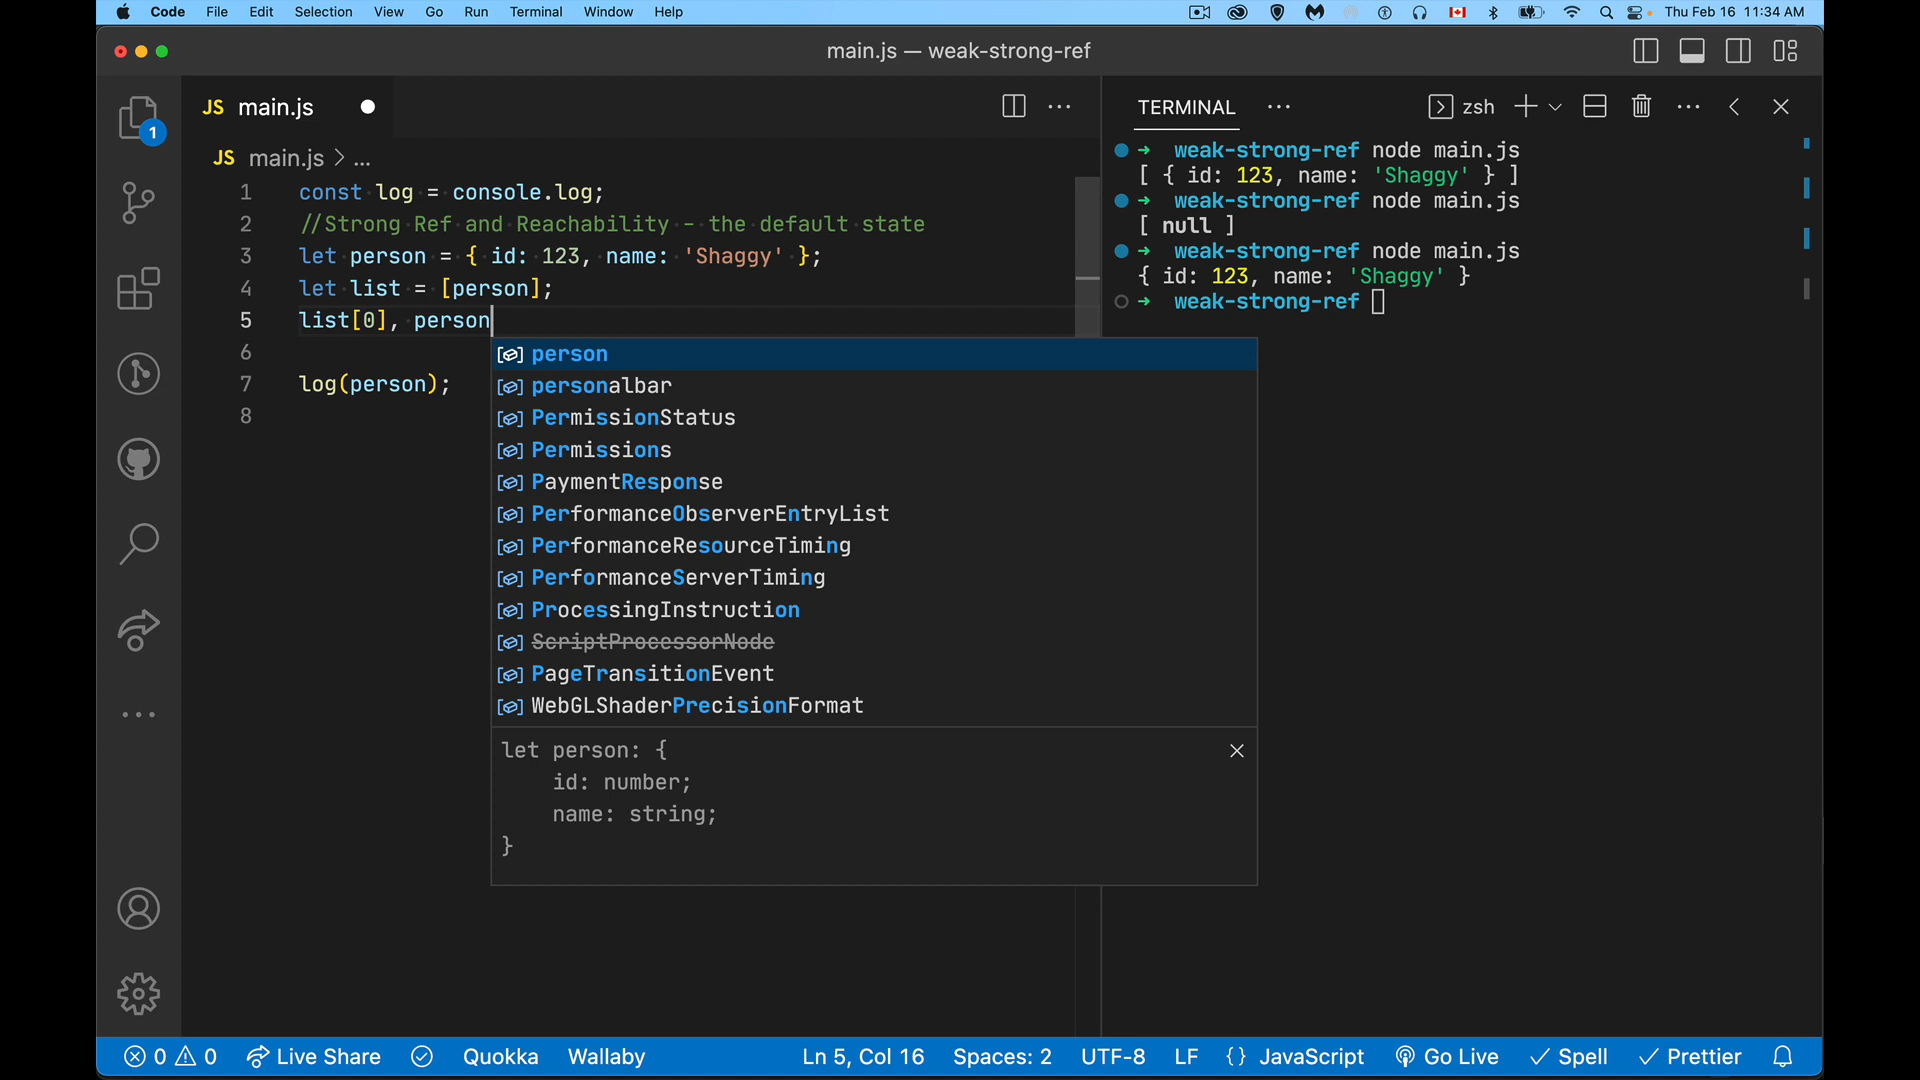 Code File Edit Selection View Go Run Terminal Window Help Thu Feb 16 11:34 AM
main.js — weak-strong-ref
1
JS main.js
JS main.js > ...
1 const log = console.log;
2 //Strong Ref and Reachability - the default state
3 let person = { id: 123, name: 'Shaggy' };
4 let list = [person];
5 list[0], person
6
7 log(person);
8
person
personalbar
PermissionStatus
Permissions
PaymentResponse
PerformanceObserverEntryList
PerformanceResourceTiming
PerformanceServerTiming
ProcessingInstruction
ScriptProcessorNode
PageTransitionEvent
WebGLShaderPrecisionFormat
let person: {
id: number;
name: string;
}
TERMINAL ... zsh
➜ weak-strong-ref node main.js
[ { id: 123, name: 'Shaggy' } ]
➜ weak-strong-ref node main.js
[ null ]
➜ weak-strong-ref node main.js
{ id: 123, name: 'Shaggy' }
➜ weak-strong-ref
0 0 Live Share Quokka Wallaby Ln 5, Col 16 Spaces: 2 UTF-8 LF {} JavaScript Go Live Spell Prettier